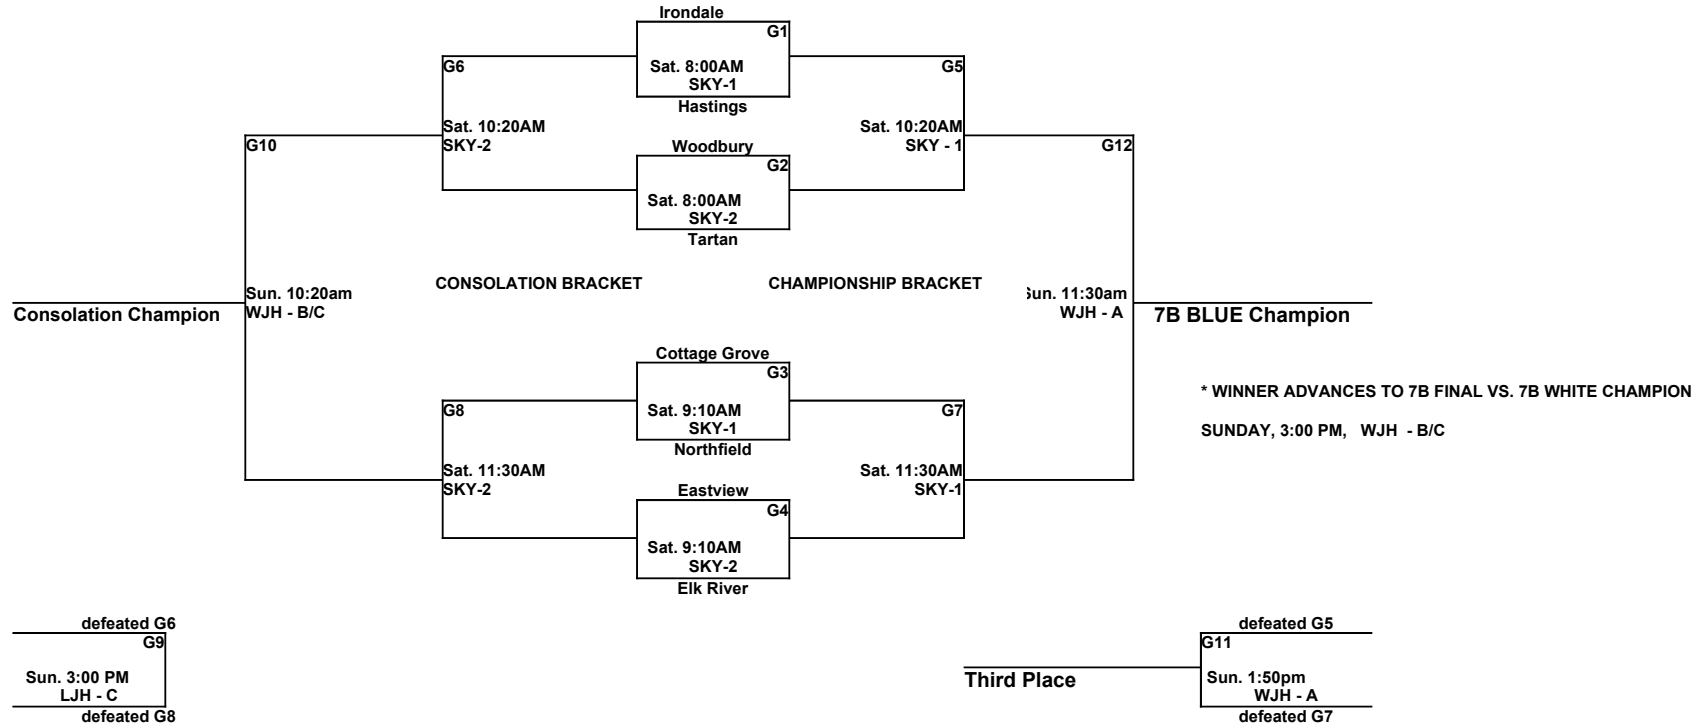 Irondale
G1
G6
Sat. 8:00AM
G5
SKY-1
Hastings
Sat. 10:20AM
Sat. 10:20AM
G10
SKY-2
Woodbury
SKY - 1
G12
G2
Sat. 8:00AM
SKY-2
Tartan
CONSOLATION BRACKET
CHAMPIONSHIP BRACKET
Sun. 10:20am
Sun. 11:30am
Consolation Champion
WJH - B/C
WJH - A
7B BLUE Champion
Cottage Grove
G3
* WINNER ADVANCES TO 7B FINAL VS. 7B WHITE CHAMPION
G8
Sat. 9:10AM
G7
SKY-1
SUNDAY, 3:00 PM, WJH - B/C
Northfield
Sat. 11:30AM
Sat. 11:30AM
SKY-2
Eastview
SKY-1
G4
Sat. 9:10AM
SKY-2
Elk River
defeated G6
defeated G5
G9
G11
Sun. 3:00 PM
Third Place
Sun. 1:50pm
LJH - C
WJH - A
defeated G8
defeated G7